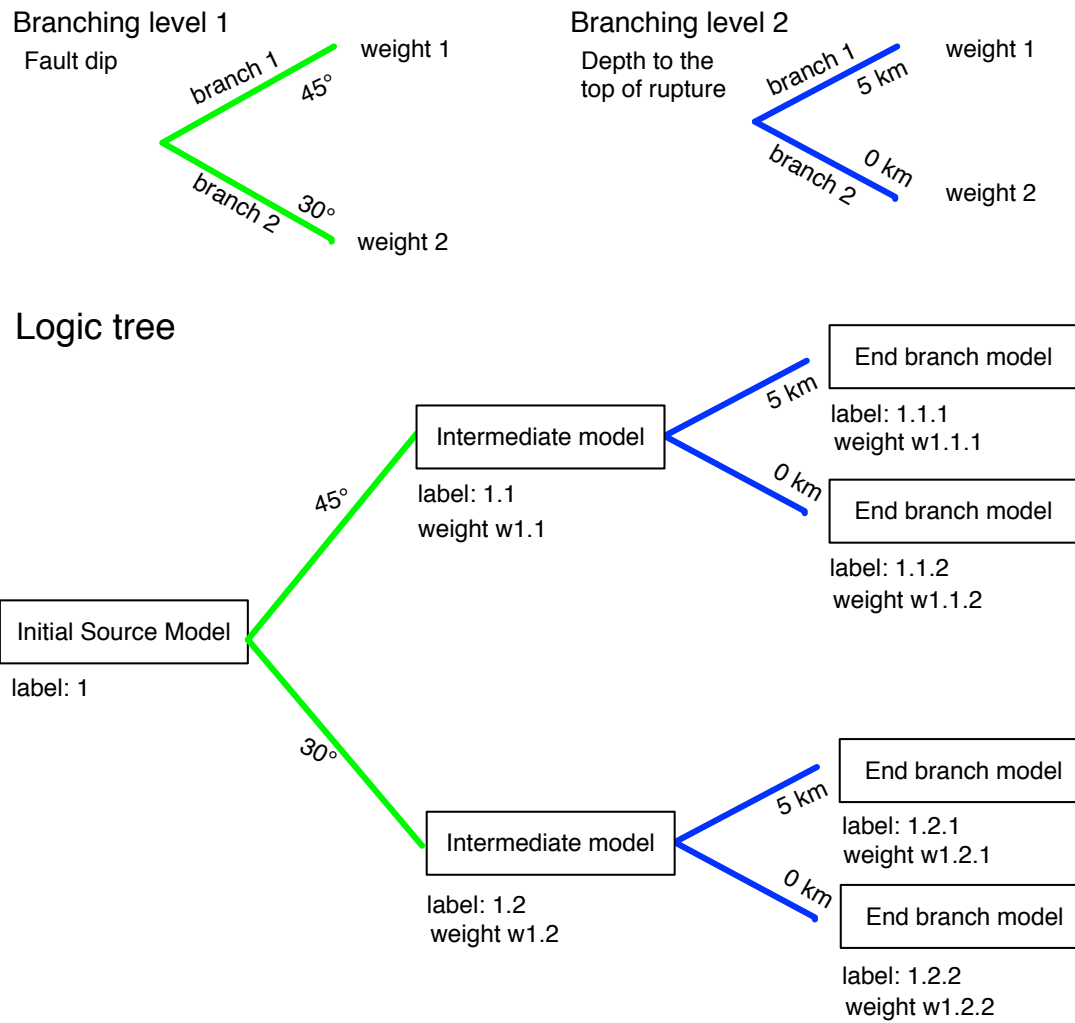 Branching level 1
Fault dip
branch 1
45°
weight 1
branch 2
30°
weight 2
Branching level 2
Depth to the
top of rupture
branch 1
5 km
weight 1
branch 2
0 km
weight 2
Logic tree
Initial Source Model
label: 1
45°
30°
Intermediate model
label: 1.1
weight w1.1
5 km
0 km
End branch model
label: 1.1.1
weight w1.1.1
End branch model
label: 1.1.2
weight w1.1.2
Intermediate model
label: 1.2
weight w1.2
5 km
0 km
End branch model
label: 1.2.1
weight w1.2.1
End branch model
label: 1.2.2
weight w1.2.2